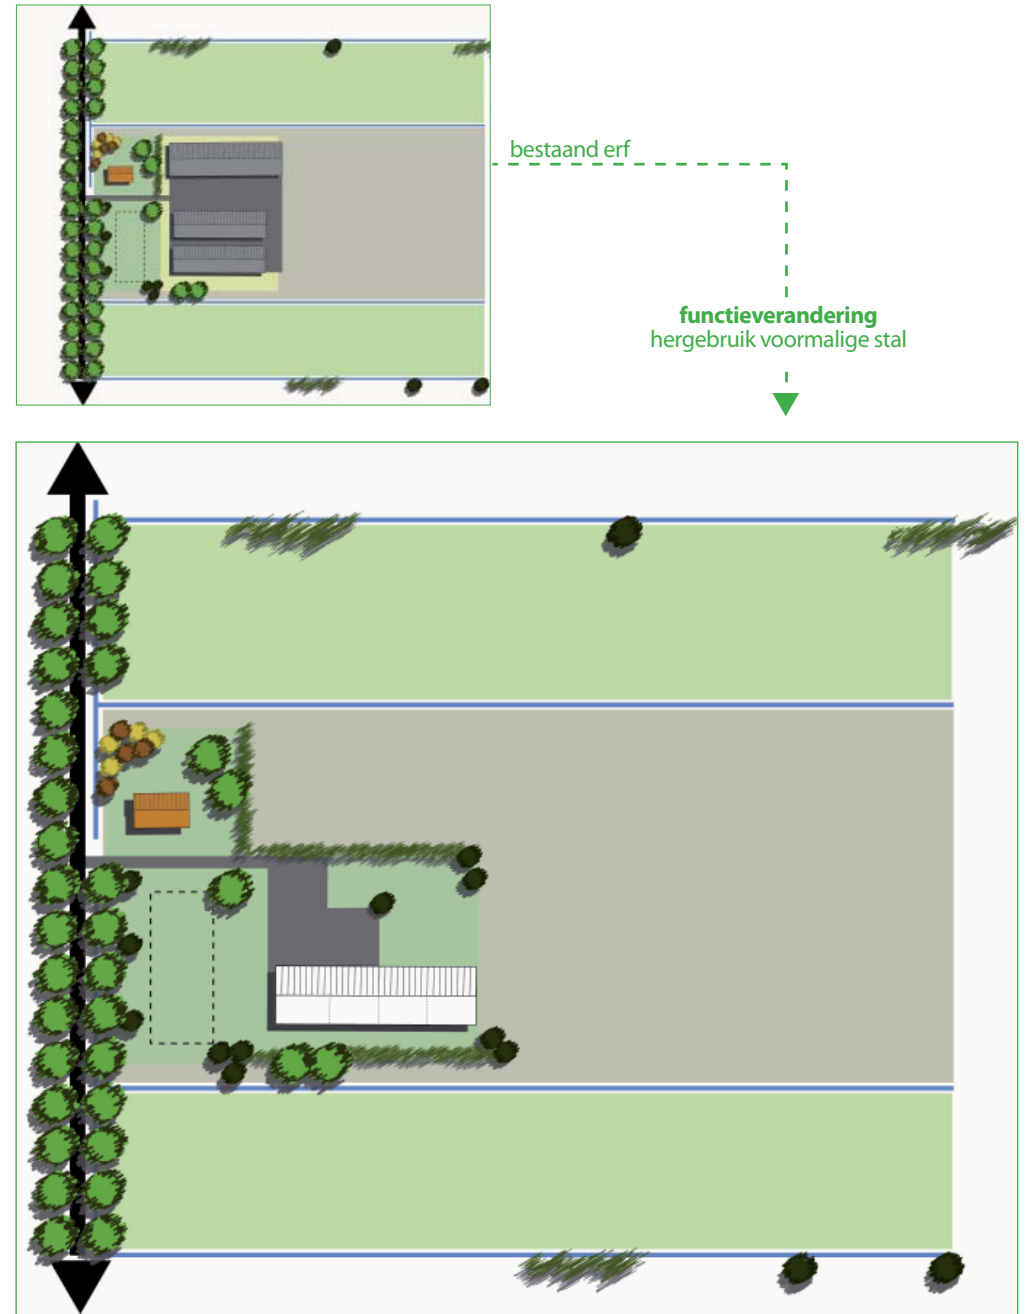 bestaand erf
functieverandering
hergebruik voormalige stal